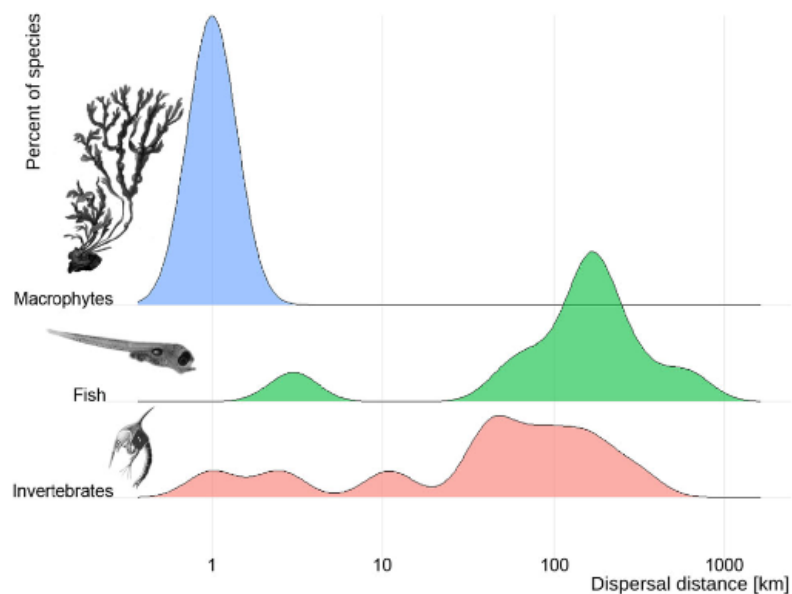 Percent of species
Macrophytes
Fish
Invertebrates
1 10 100 1000
Dispersal distance [km]